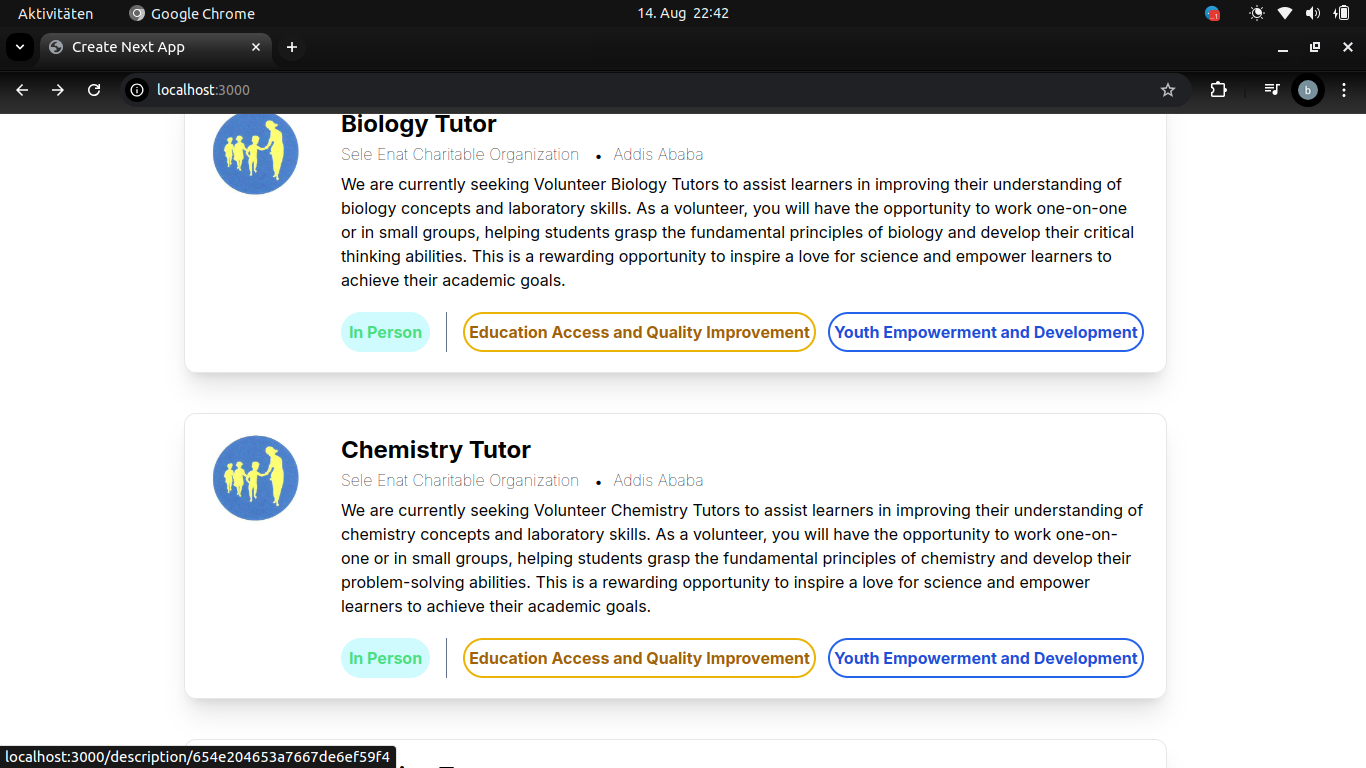 Aktivitäten Google Chrome 14. Aug 22:42
Create Next App
localhost:3000 b
Biology Tutor
Sele Enat Charitable Organization • Addis Ababa
We are currently seeking Volunteer Biology Tutors to assist learners in improving their understanding of
biology concepts and laboratory skills. As a volunteer, you will have the opportunity to work one-on-one
or in small groups, helping students grasp the fundamental principles of biology and develop their critical
thinking abilities. This is a rewarding opportunity to inspire a love for science and empower learners to
achieve their academic goals.
In Person Education Access and Quality Improvement Youth Empowerment and Development
Chemistry Tutor
Sele Enat Charitable Organization • Addis Ababa
We are currently seeking Volunteer Chemistry Tutors to assist learners in improving their understanding of
chemistry concepts and laboratory skills. As a volunteer, you will have the opportunity to work one-on-
one or in small groups, helping students grasp the fundamental principles of chemistry and develop their
problem-solving abilities. This is a rewarding opportunity to inspire a love for science and empower
learners to achieve their academic goals.
In Person Education Access and Quality Improvement Youth Empowerment and Development
localhost:3000/description/654e204653a7667de6ef59f4